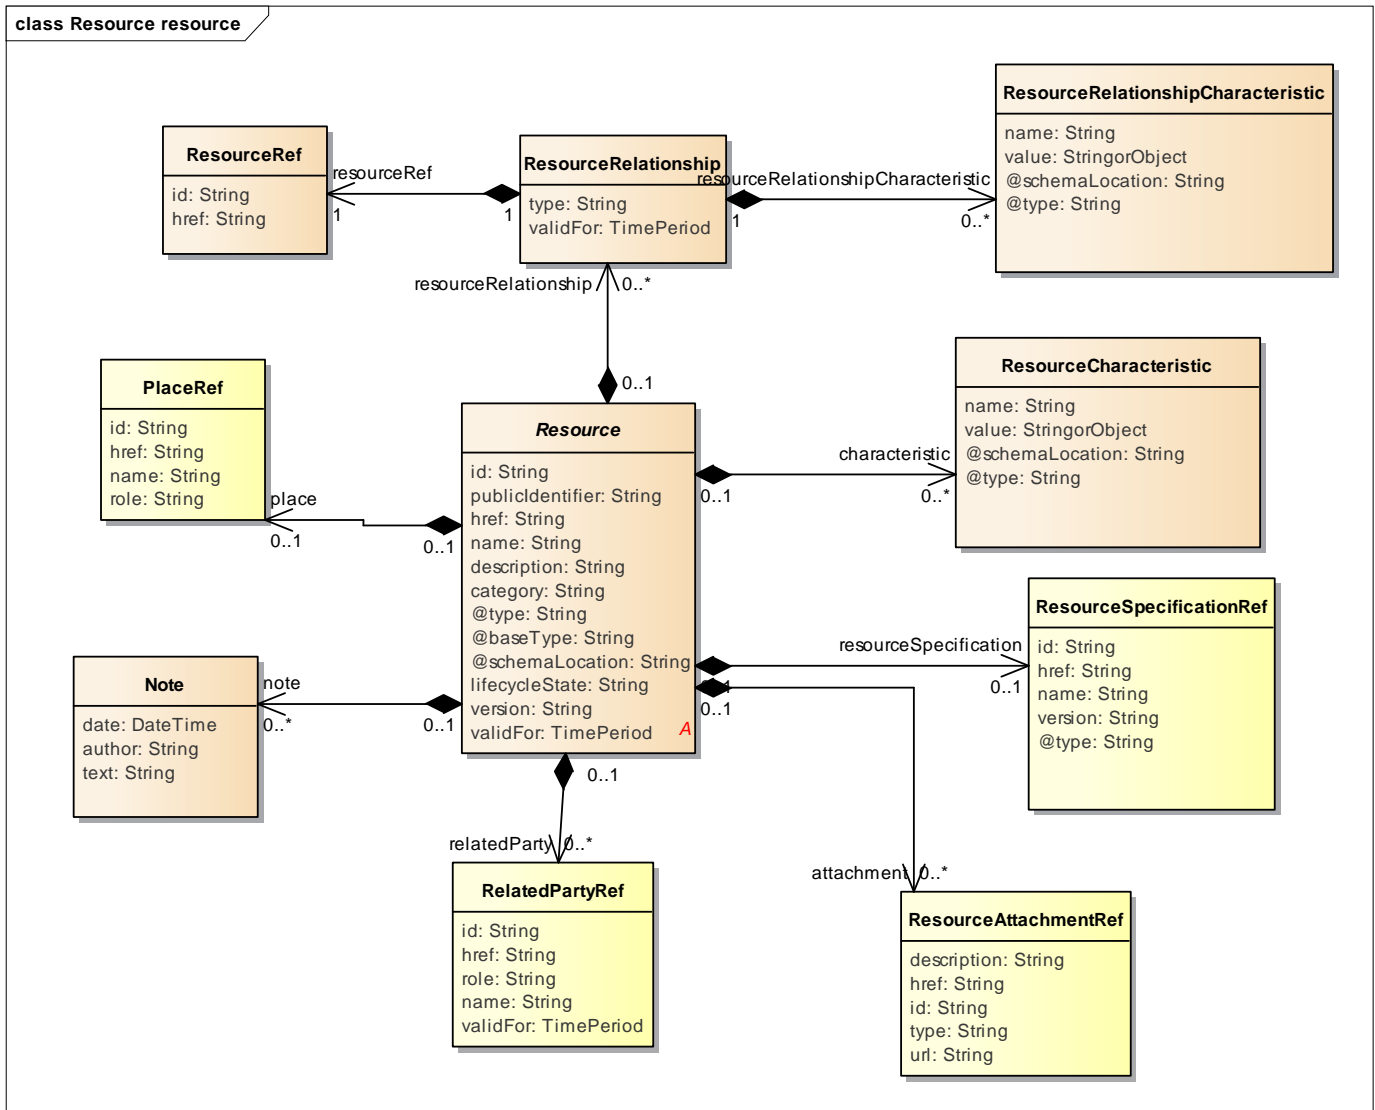 class Resource resource
ResourceRelationshipCharacteristic
name: String
value: StringorObject
@schemaLocation: String
@type: String
ResourceRef
id: String
href: String
resourceRef
1
1
ResourceRelationship
type: String
validFor: TimePeriod
resourceRelationshipCharacteristic
1
0..*
resourceRelationship
0..*
0..1
PlaceRef
id: String
href: String
name: String
role: String
place
0..1
0..1
Resource
id: String
publicIdentifier: String
href: String
name: String
description: String
category: String
@type: String
@baseType: String
@schemaLocation: String
lifecycleState: String
version: String
validFor: TimePeriod
A
characteristic
0..1
0..*
ResourceCharacteristic
name: String
value: StringorObject
@schemaLocation: String
@type: String
resourceSpecification
0..1
0..1
ResourceSpecificationRef
id: String
href: String
name: String
version: String
@type: String
Note
date: DateTime
author: String
text: String
note
0..*
0..1
0..1
0..1
relatedParty
0..*
RelatedPartyRef
id: String
href: String
role: String
name: String
validFor: TimePeriod
attachment
0..*
ResourceAttachmentRef
description: String
href: String
id: String
type: String
url: String